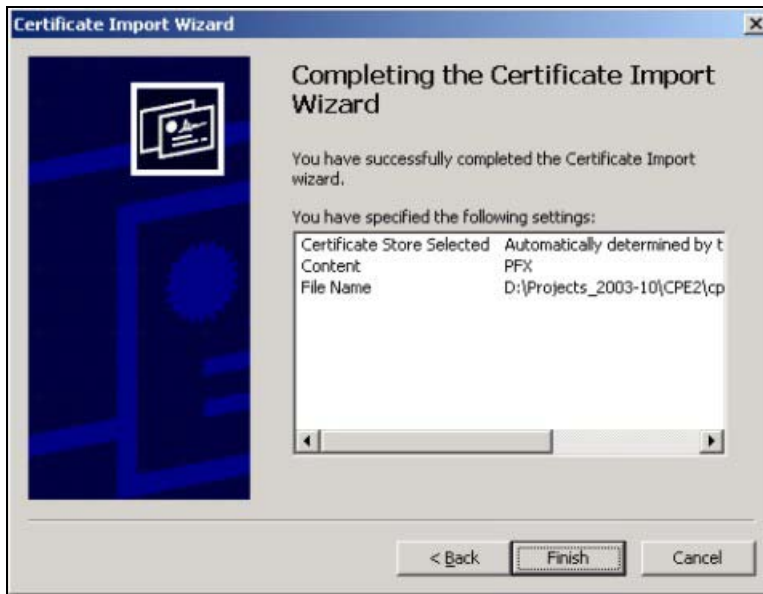 Certificate Import Wizard
Completing the Certificate Import
Wizard
You have successfully completed the Certificate Import
wizard.
You have specified the following settings:
Certificate Store Selected Automatically determined by t
Content PFX
File Name D:\Projects_2003-10\CPE2\cp
< Back Finish Cancel